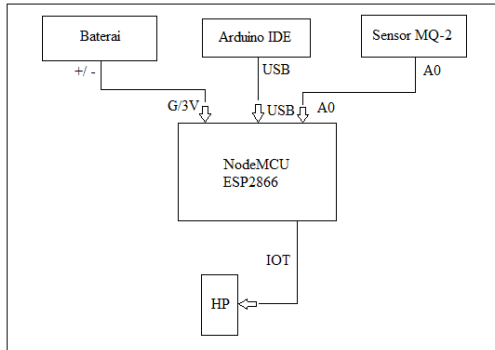 Baterai
Arduino IDE
Sensor MQ-2
+/ -
USB
A0
G/3V
USB
A0
NodeMCU
ESP2866
IOT
HP